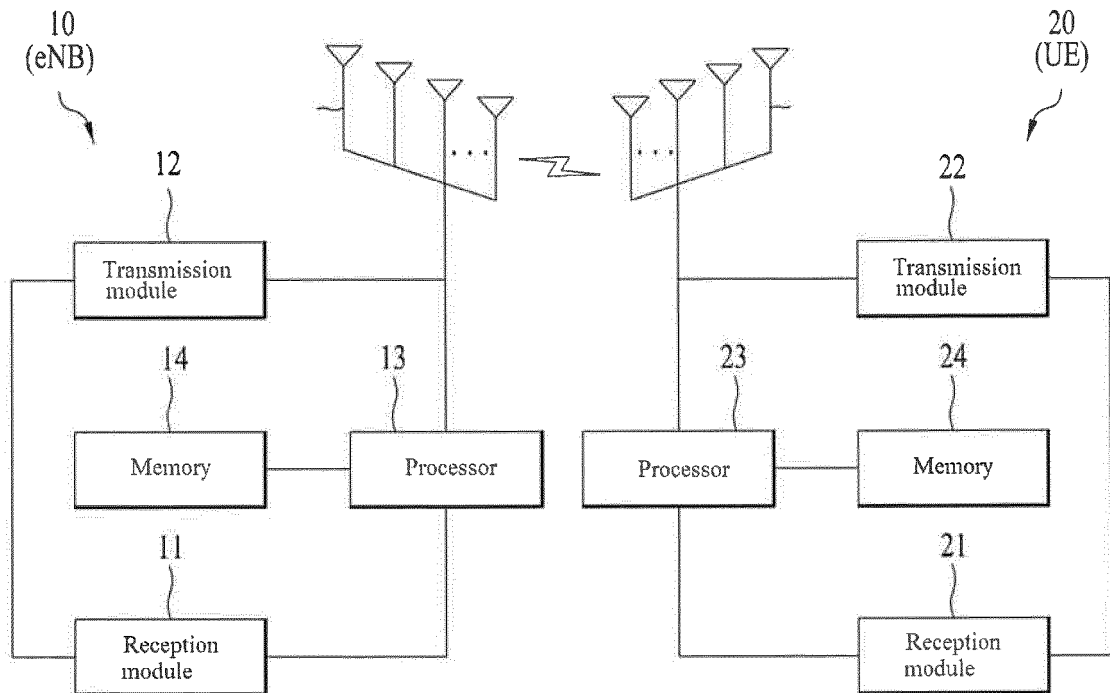 10
(eNB)
20
(UE)
12
Transmission
module
22
Transmission
module
14
Memory
13
Processor
23
Processor
24
Memory
11
Reception
module
21
Reception
module